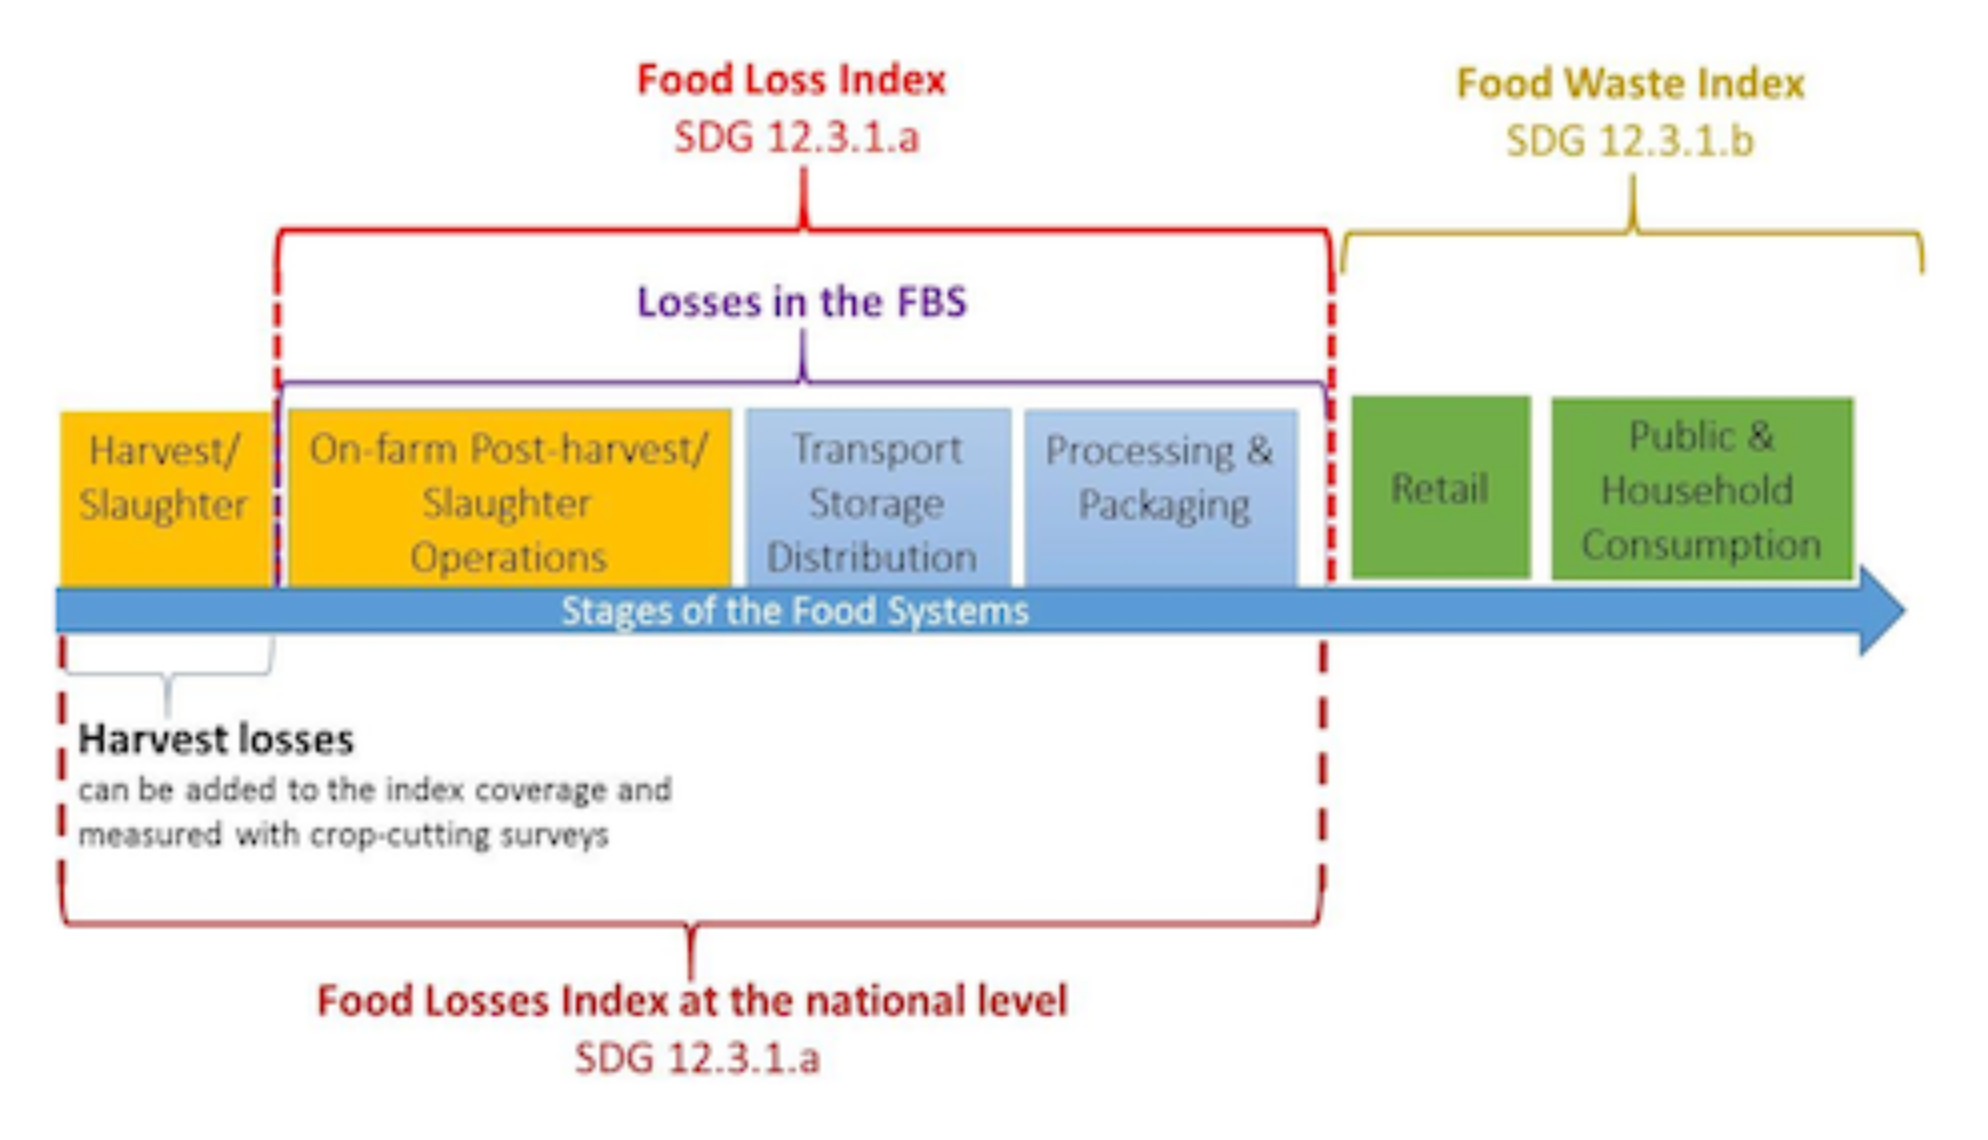 Food Loss Index
SDG 12.3.1.a
Food Waste Index
SDG 12.3.1.b
Losses in the FBS
Harvest/
Slaughter
On-farm Post-harvest/
Slaughter
Operations
Transport
Storage
Distribution
Processing &
Packaging
Retail
Public &
Household
Consumption
Stages of the Food Systems
Harvest losses
can be added to the index coverage and
measured with crop-cutting surveys
Food Losses Index at the national level
SDG 12.3.1.a